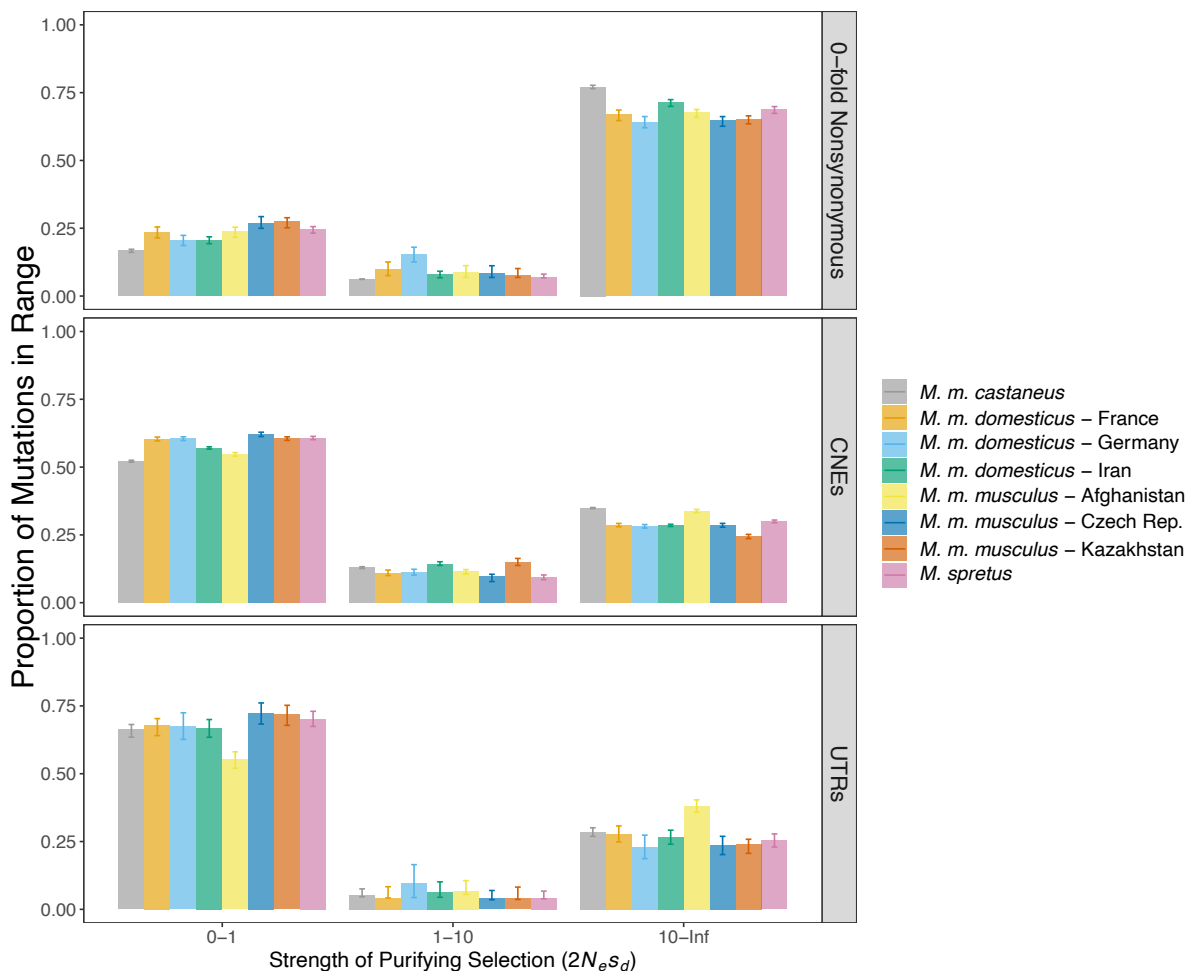 Proportion of Mutations in Range
1.00
0.75
0.50
0.25
0.00
0−fold Nonsynonymous
1.00
0.75
0.50
0.25
0.00
CNEs
1.00
0.75
0.50
0.25
0.00
UTRs
0−1
1−10
10−Inf
Strength of Purifying Selection (2Nₑs_d)
M. m. castaneus
M. m. domesticus − France
M. m. domesticus − Germany
M. m. domesticus − Iran
M. m. musculus − Afghanistan
M. m. musculus − Czech Rep.
M. m. musculus − Kazakhstan
M. spretus